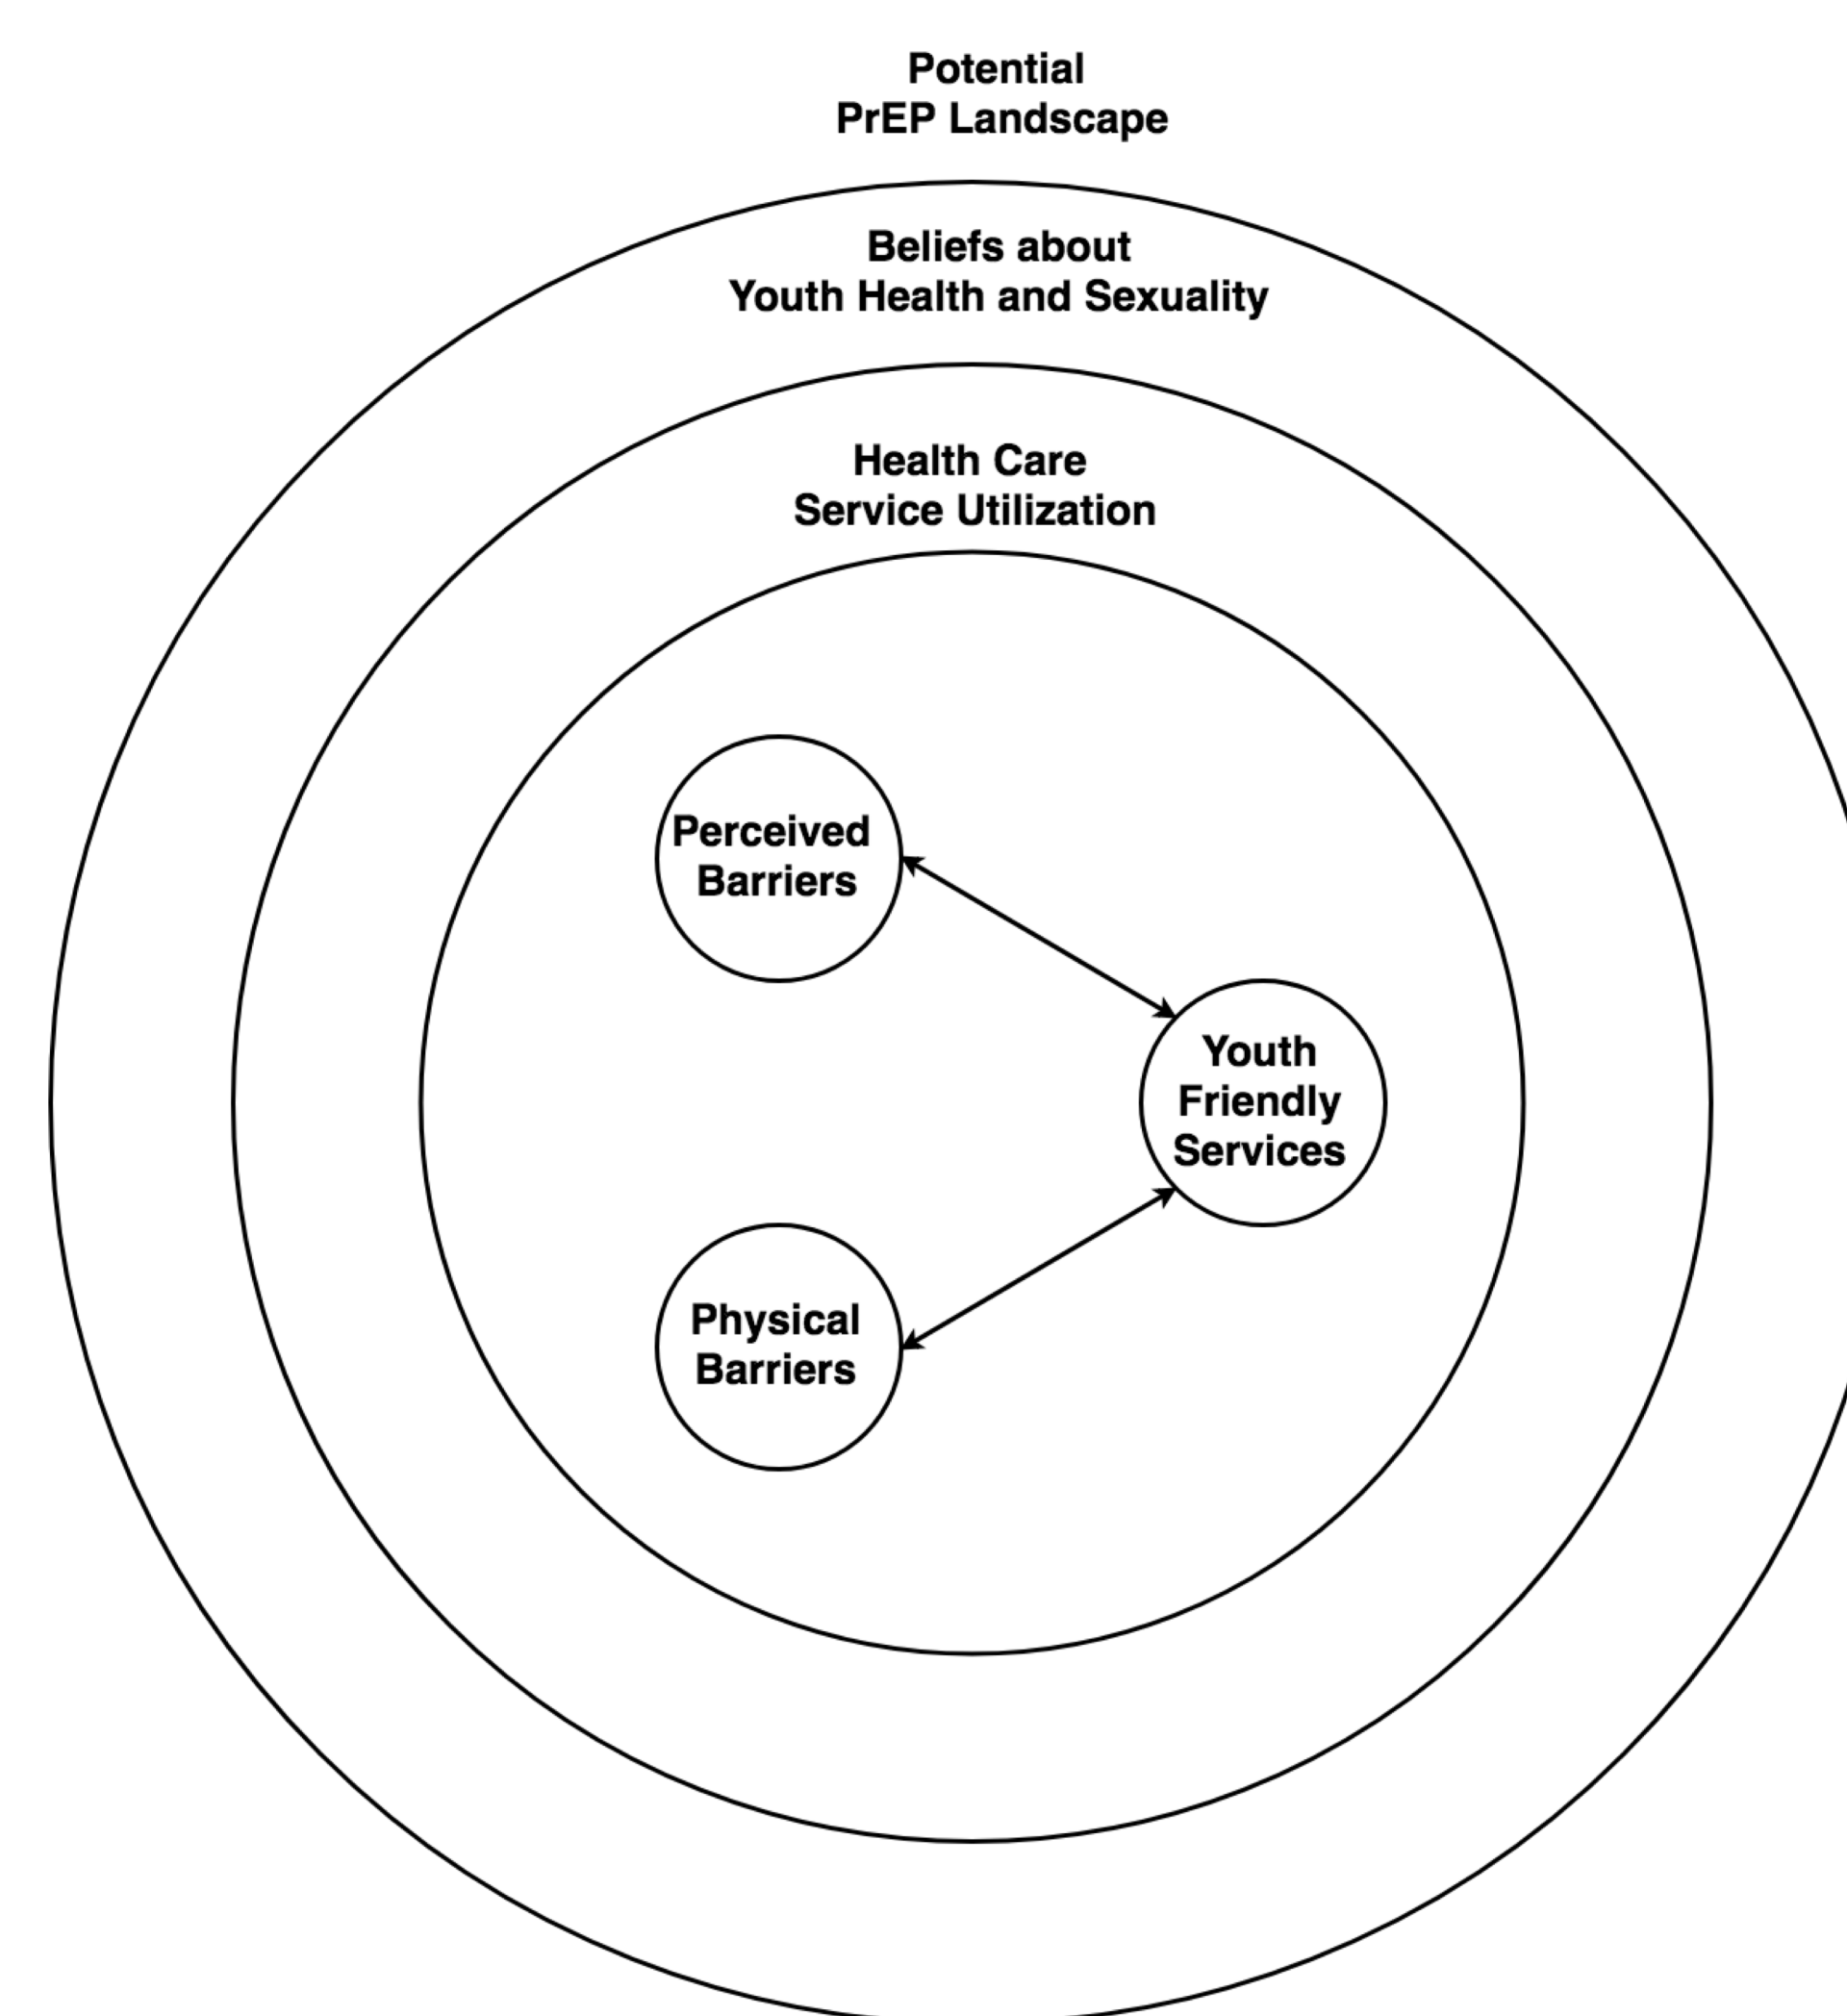 Potential
PrEP Landscape
Beliefs about
Youth Health and Sexuality
Health Care
Service Utilization
Perceived
Barriers
Youth
Friendly
Services
Physical
Barriers